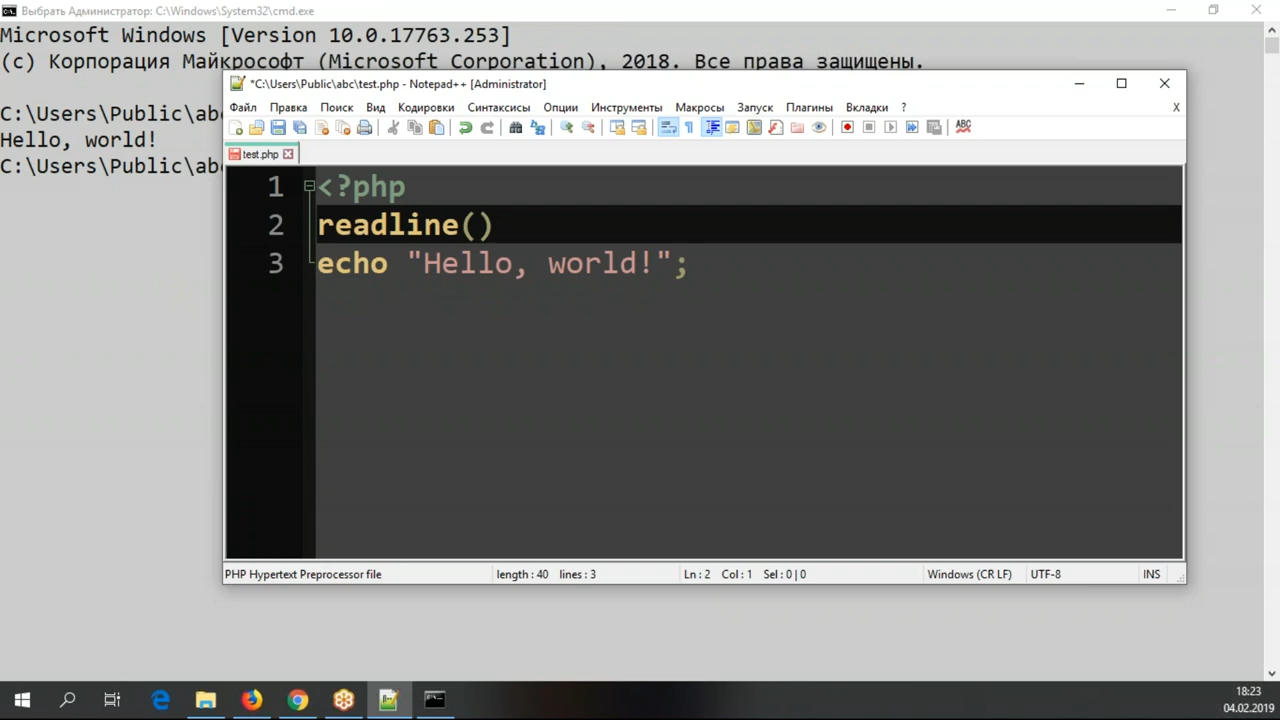 Выбрать Администратор: C:\Windows\System32\cmd.exe
Microsoft Windows [Version 10.0.17763.253]
(c) Корпорация Майкрософт (Microsoft Corporation), 2018. Все права защищены.
C:\Users\Public\abc
Hello, world!
C:\Users\Public\abc
*C:\Users\Public\abc\test.php - Notepad++ [Administrator]
Файл Правка Поиск Вид Кодировки Синтаксисы Опции Инструменты Макросы Запуск Плагины Вкладки ? X
ABC
test.php
1 <?php
2 readline()
3 echo "Hello, world!";
PHP Hypertext Preprocessor file length : 40 lines : 3 Ln : 2 Col : 1 Sel : 0 | 0 Windows (CR LF) UTF-8 INS
18:23
04.02.2019